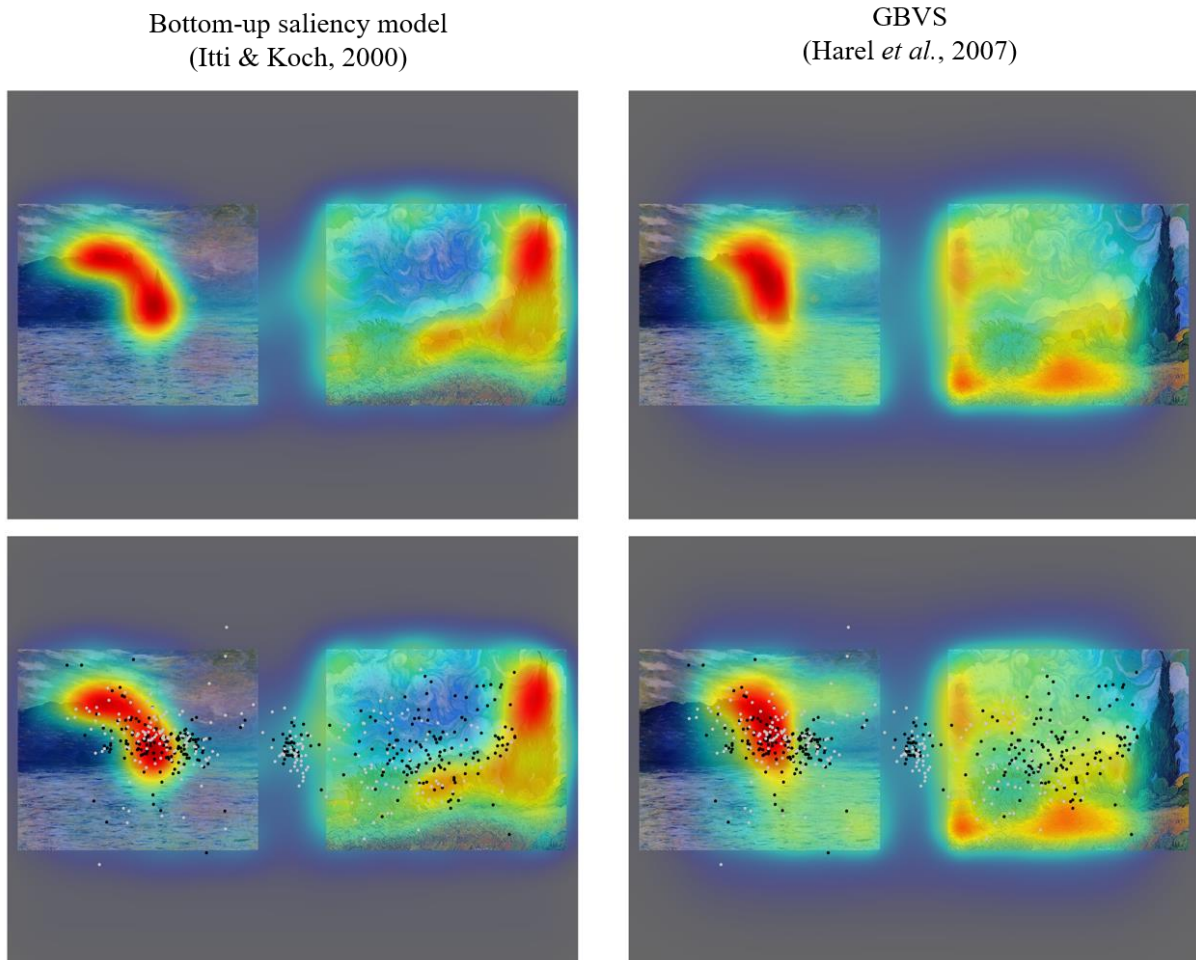 Bottom-up saliency model
(Itti & Koch, 2000)
GBVS
(Harel et al., 2007)